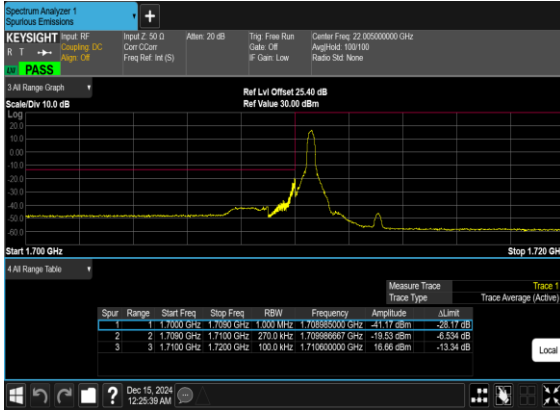 Spectrum Analyzer 1
Spurious Emissions
+
KEYSIGHT Input: RF Input Z: 50 Ω Atten: 20 dB Trig: Free Run Center Freq: 22.005000000 GHz
R T Coupling: DC Corr CCorr Gate: Off Avg|Hold: 100/100
Align: Off Freq Ref: Int (S) IF Gain: Low Radio Std: None
PASS
3 All Range Graph
Ref Lvl Offset 25.40 dB
Scale/Div 10.0 dB Ref Value 30.00 dBm
Log
20.0
10.0
0.00
-10.0
-20.0
-30.0
-40.0
-50.0
-60.0
Start 1.700 GHz Stop 1.720 GH
4 All Range Table
Measure Trace Trace 1
Trace Type Trace Average (Active)
Spur Range Start Freq Stop Freq RBW Frequency Amplitude ΔLimit
1 1 1.7000 GHz 1.7090 GHz 1.000 MHz 1.708985000 GHz -41.17 dBm -28.17 dB
2 2 1.7090 GHz 1.7100 GHz 270.0 kHz 1.709986667 GHz -19.53 dBm -6.534 dB
3 3 1.7100 GHz 1.7200 GHz 100.0 kHz 1.710600000 GHz 16.66 dBm -13.34 dB
Local
? Dec 15, 2024
12:25:39 AM